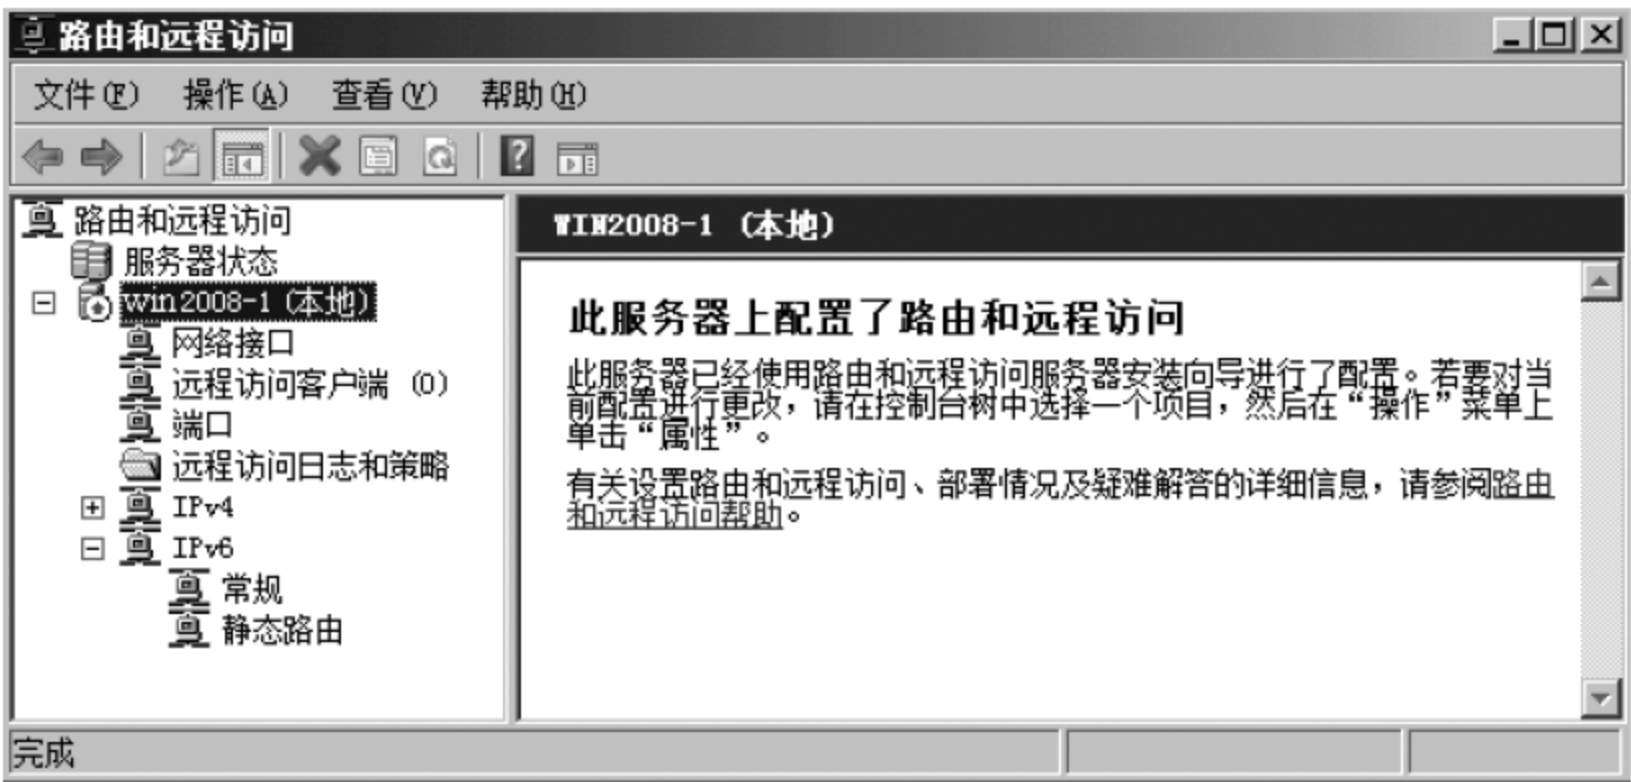 路由和远程访问
文件(F) 操作(A) 查看(V) 帮助(H)
路由和远程访问
服务器状态
win2008-1 (本地)
网络接口
远程访问客户端 (0)
端口
远程访问日志和策略
IPv4
IPv6
常规
静态路由
WIN2008-1 (本地)
此服务器上配置了路由和远程访问
此服务器已经使用路由和远程访问服务器安装向导进行了配置。若要对当
前配置进行更改，请在控制台树中选择一个项目，然后在“操作”菜单上
单击“属性”。
有关设置路由和远程访问、部署情况及疑难解答的详细信息，请参阅路由
和远程访问帮助。
完成